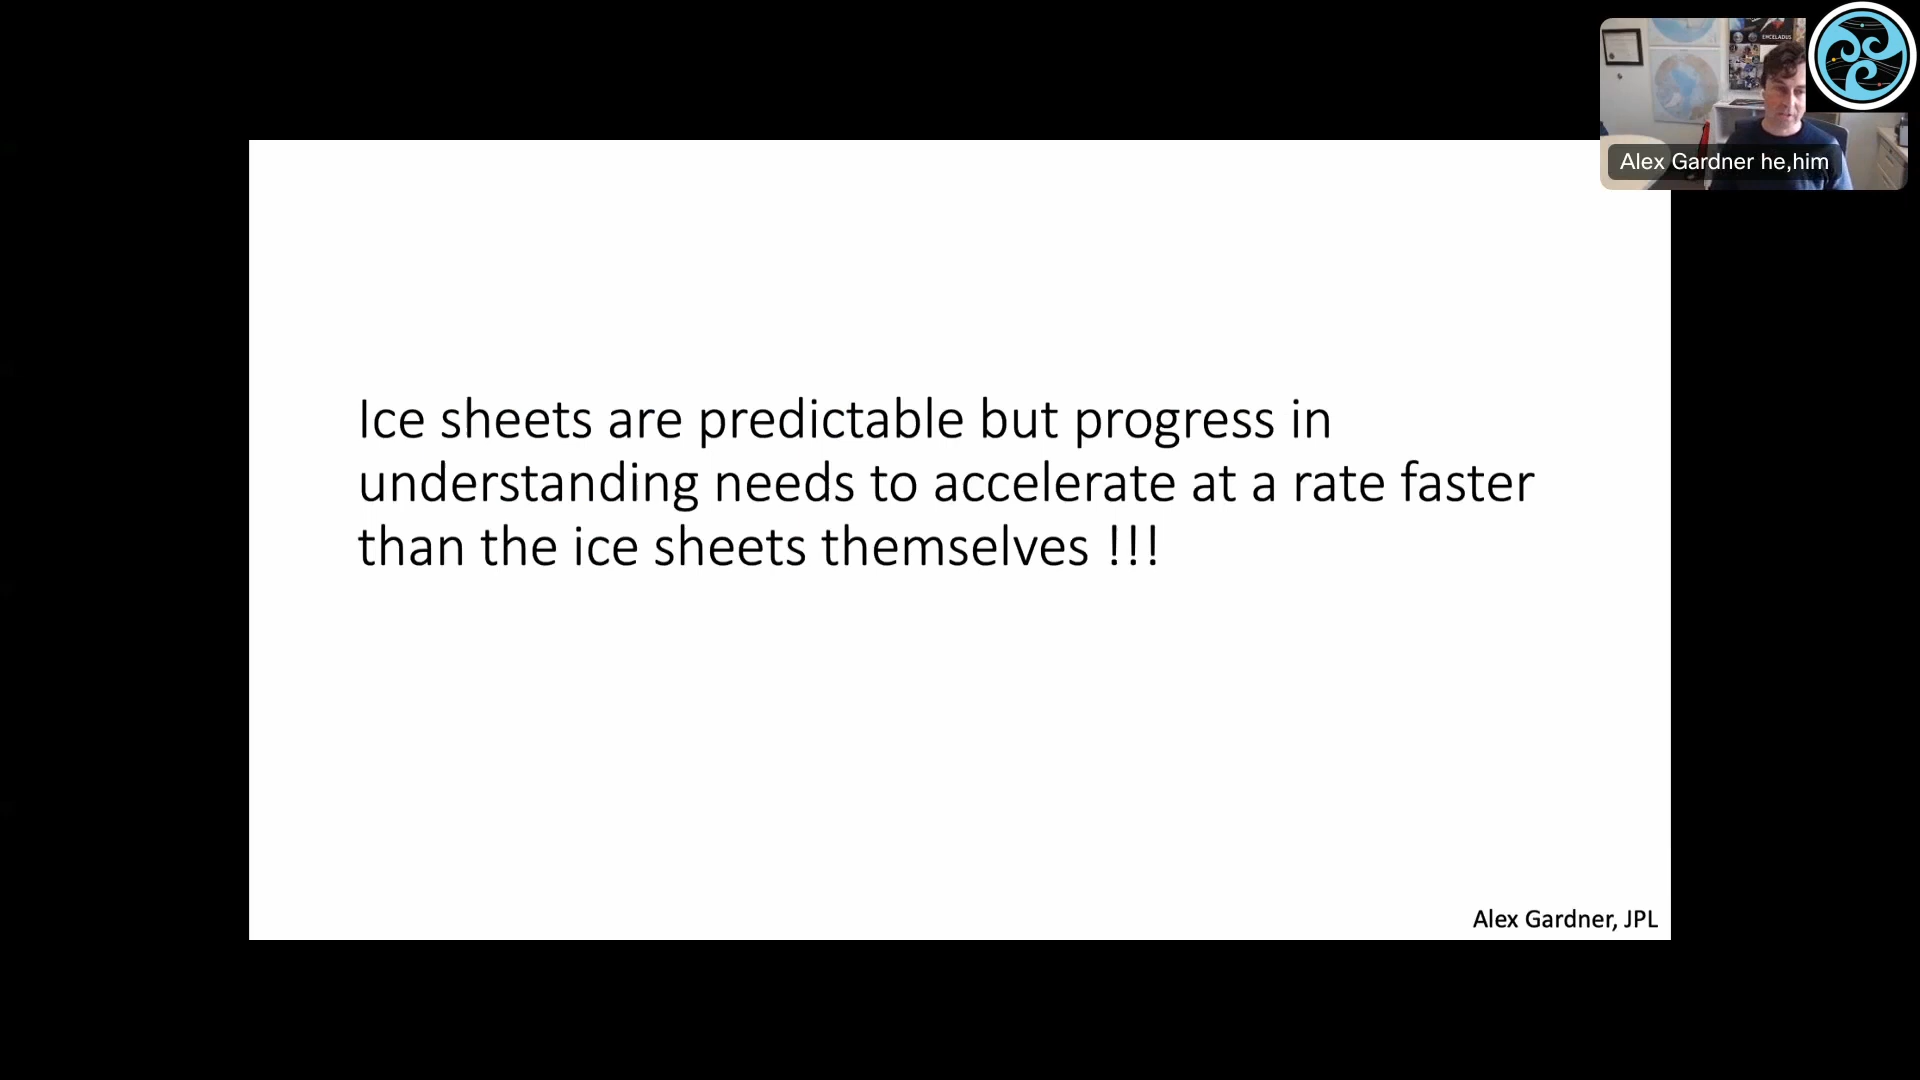 ENCELADUS
Alex Gardner he,him
Ice sheets are predictable but progress in
understanding needs to accelerate at a rate faster
than the ice sheets themselves !!!
Alex Gardner, JPL